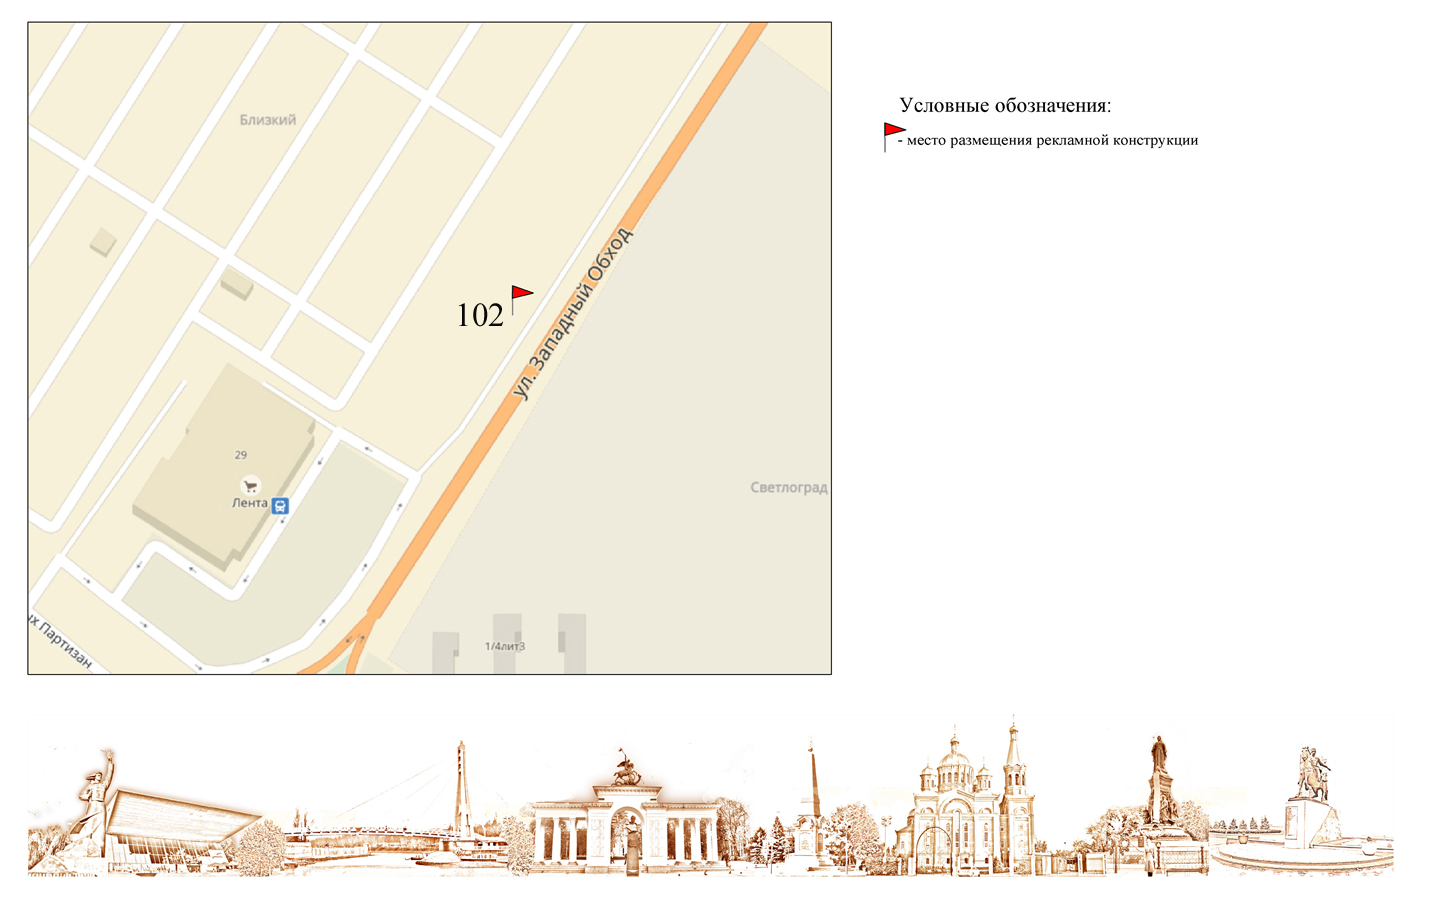 Условные обозначения:
- место размещения рекламной конструкции
Близкий
ул. Западный Обход
102
29
Лента
Светлоград
1/4лит3
Партизан